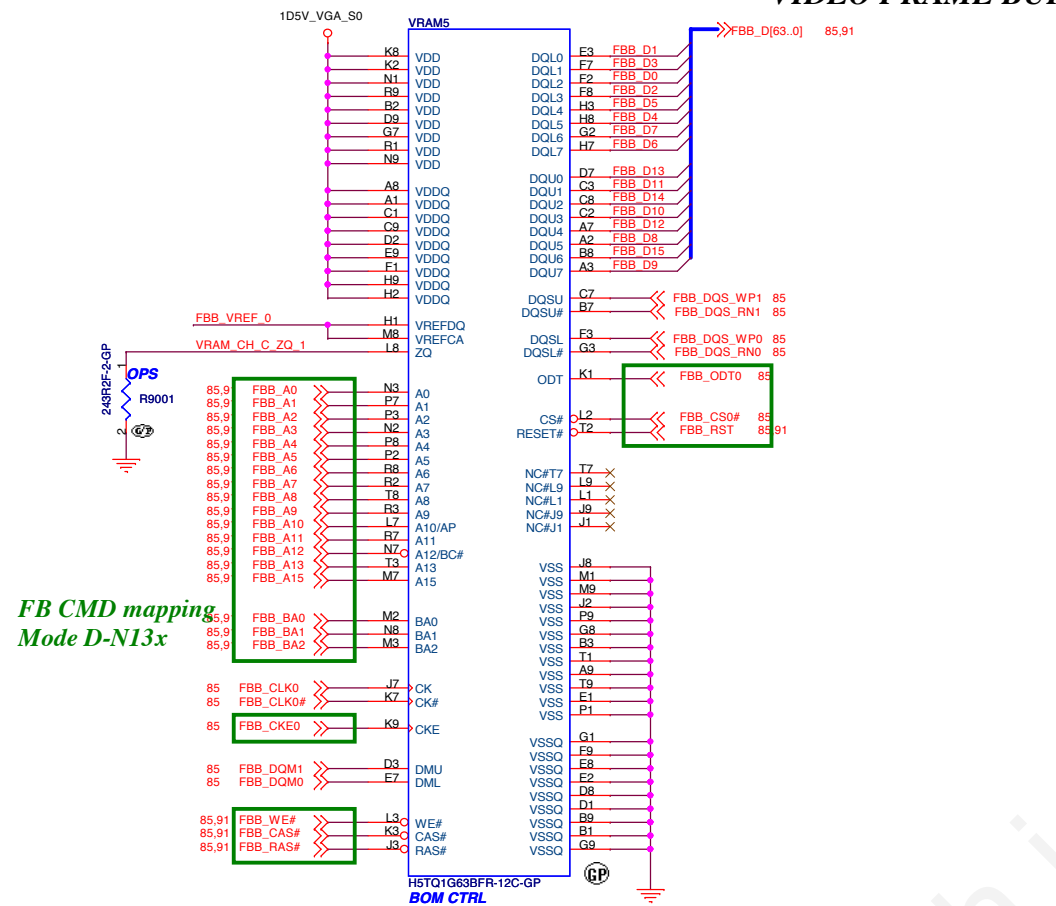 VIDEO FRAME BUF
1D5V_VGA_S0
VRAM5
FBB_D[63..0] 85,91
K8 VDD
K2 VDD
N1 VDD
R9 VDD
B2 VDD
D9 VDD
G7 VDD
R1 VDD
N9 VDD
A8 VDDQ
A1 VDDQ
C1 VDDQ
C9 VDDQ
D2 VDDQ
E9 VDDQ
F1 VDDQ
H9 VDDQ
H2 VDDQ
FBB_VREF_0 H1 VREFDQ
M8 VREFCA
VRAM_CH_C_ZQ_1 L8 ZQ
243R2F-2-GP
1
OPS
R9001
2 GP
85,91 FBB_A0 N3 A0
85,91 FBB_A1 P7 A1
85,91 FBB_A2 P3 A2
85,91 FBB_A3 N2 A3
85,91 FBB_A4 P8 A4
85,91 FBB_A5 P2 A5
85,91 FBB_A6 R8 A6
85,91 FBB_A7 R2 A7
85,91 FBB_A8 T8 A8
85,91 FBB_A9 R3 A9
85,91 FBB_A10 L7 A10/AP
85,91 FBB_A11 R7 A11
85,91 FBB_A12 N7 A12/BC#
85,91 FBB_A13 T3 A13
85,91 FBB_A15 M7 A15
FB CMD mapping
Mode D-N13x
85,91 FBB_BA0 M2 BA0
85,91 FBB_BA1 N8 BA1
85,91 FBB_BA2 M3 BA2
85 FBB_CLK0 J7 CK
85 FBB_CLK0# K7 CK#
85 FBB_CKE0 K9 CKE
85 FBB_DQM1 D3 DMU
85 FBB_DQM0 E7 DML
85,91 FBB_WE# L3 WE#
85,91 FBB_CAS# K3 CAS#
85,91 FBB_RAS# J3 RAS#
DQL0 E3 FBB_D1
DQL1 F7 FBB_D3
DQL2 F2 FBB_D0
DQL3 F8 FBB_D2
DQL4 H3 FBB_D5
DQL5 H8 FBB_D4
DQL6 G2 FBB_D7
DQL7 H7 FBB_D6
DQU0 D7 FBB_D13
DQU1 C3 FBB_D11
DQU2 C8 FBB_D14
DQU3 C2 FBB_D10
DQU4 A7 FBB_D12
DQU5 A2 FBB_D8
DQU6 B8 FBB_D15
DQU7 A3 FBB_D9
DQSU C7 FBB_DQS_WP1 85
DQSU# B7 FBB_DQS_RN1 85
DQSL F3 FBB_DQS_WP0 85
DQSL# G3 FBB_DQS_RN0 85
ODT K1 FBB_ODT0 85
CS# L2 FBB_CS0# 85
RESET# T2 FBB_RST 85,91
NC#T7 T7
NC#L9 L9
NC#L1 L1
NC#J9 J9
NC#J1 J1
VSS J8
VSS M1
VSS M9
VSS J2
VSS P9
VSS G8
VSS B3
VSS T1
VSS A9
VSS T9
VSS E1
VSS P1
VSSQ G1
VSSQ F9
VSSQ E8
VSSQ E2
VSSQ D8
VSSQ D1
VSSQ B9
VSSQ B1
VSSQ G9
GP
H5TQ1G63BFR-12C-GP
BOM CTRL